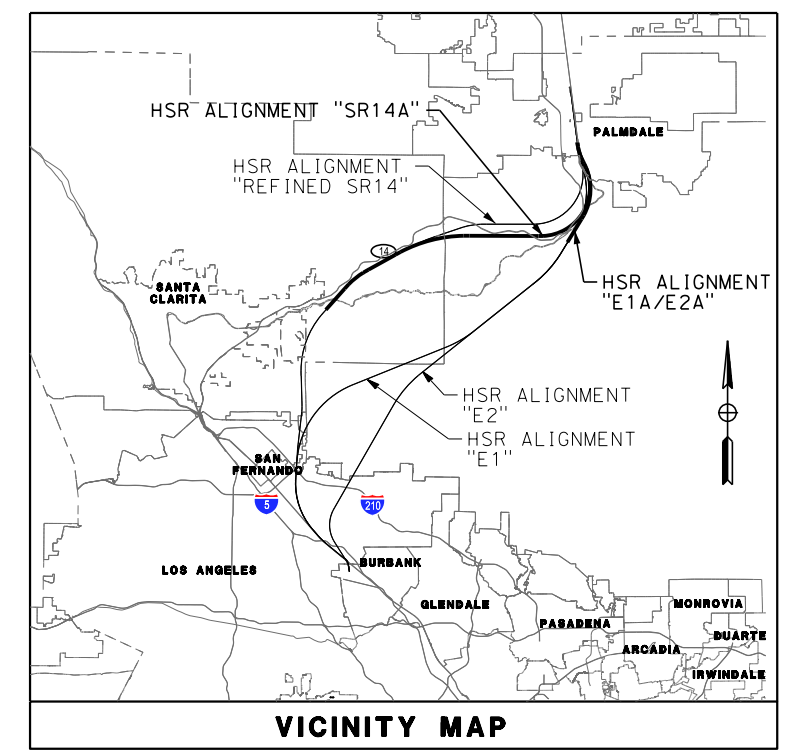 HSR ALIGNMENT "SR14A"
PALMDALE
HSR ALIGNMENT
"REFINED SR14"
14
SANTA
CLARITA
HSR ALIGNMENT
"E1A/E2A"
HSR ALIGNMENT
"E2"
HSR ALIGNMENT
"E1"
SAN
FERNANDO
5
210
LOS ANGELES
BURBANK
GLENDALE
PASADENA
MONROVIA
DUARTE
ARCADIA
IRWINDALE
VICINITY MAP